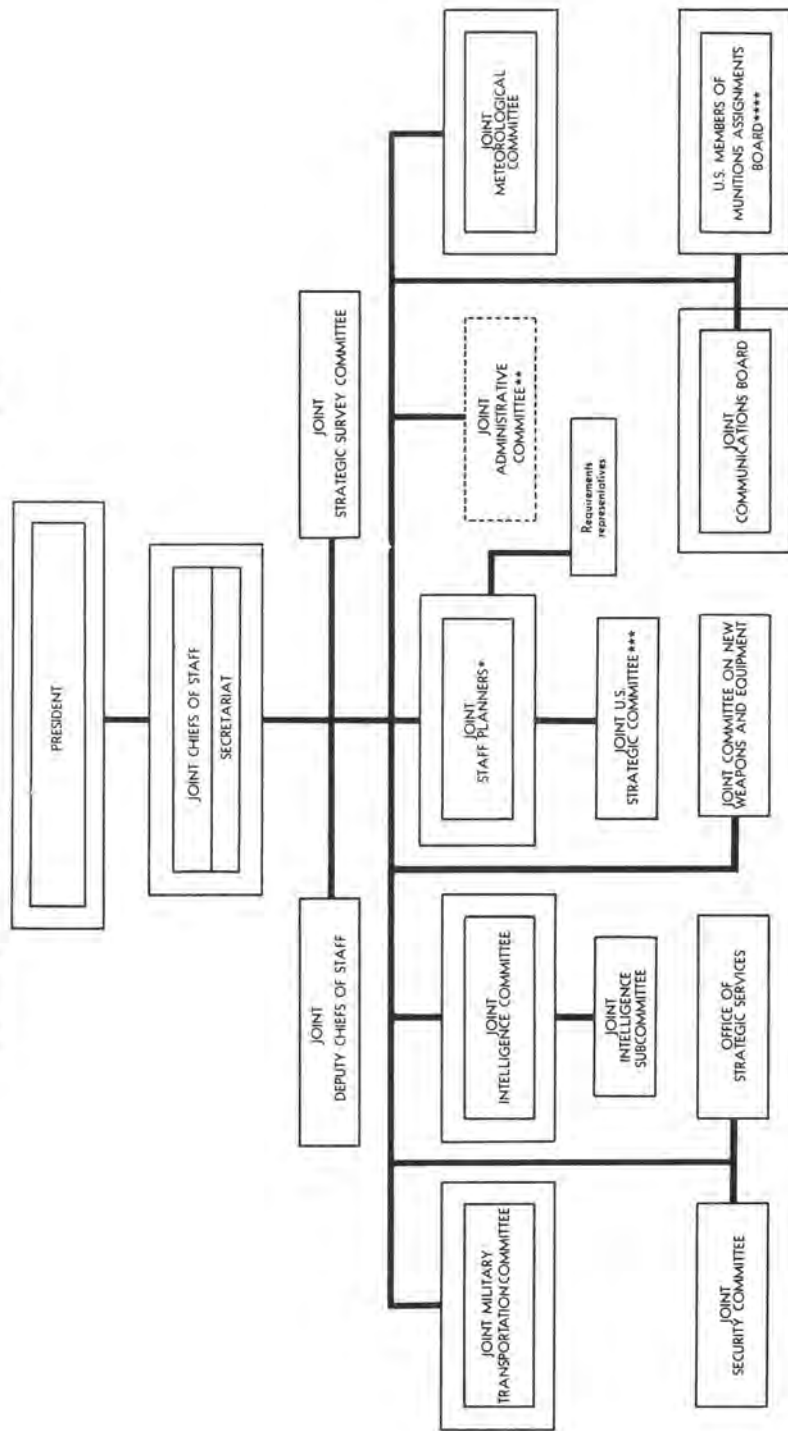 PRESIDENT
JOINT CHIEFS OF STAFF
SECRETARIAT
JOINT
DEPUTY CHIEFS OF STAFF
JOINT
STRATEGIC SURVEY COMMITTEE
JOINT MILITARY
TRANSPORTATION COMMITTEE
JOINT
INTELLIGENCE COMMITTEE
JOINT
STAFF PLANNERS*
JOINT
ADMINISTRATIVE
COMMITTEE**
JOINT
METEOROLOGICAL
COMMITTEE
JOINT
INTELLIGENCE
SUBCOMMITTEE
JOINT U.S.
STRATEGIC COMMITTEE***
Requirements
representatives
JOINT
SECURITY COMMITTEE
OFFICE OF
STRATEGIC SERVICES
JOINT COMMITTEE ON NEW
WEAPONS AND EQUIPMENT
JOINT
COMMUNICATIONS BOARD
U.S. MEMBERS OF
MUNITIONS ASSIGNMENTS
BOARD****